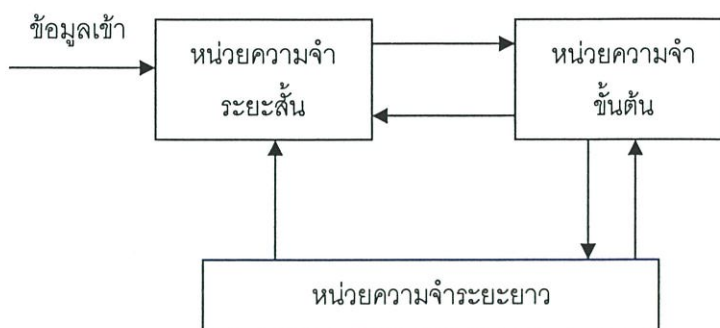 ข้อมูลเข้า
หน่วยความจำ
ระยะสั้น
หน่วยความจำ
ขั้นต้น
หน่วยความจำระยะยาว